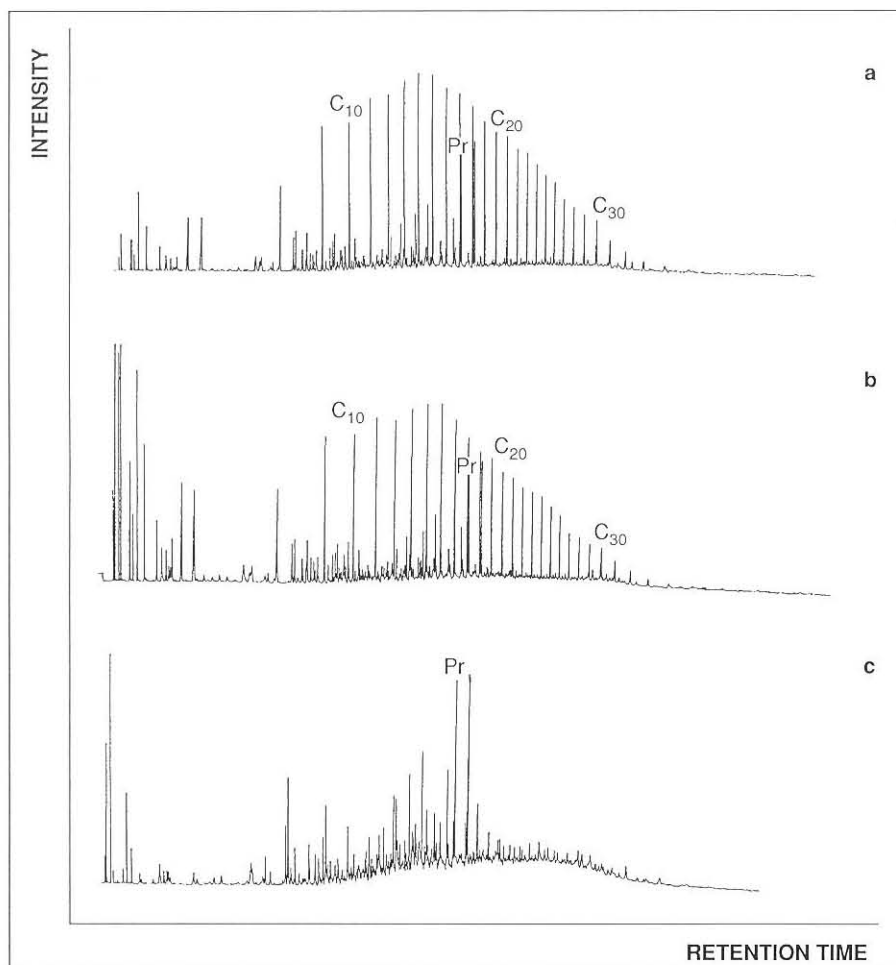 INTENSITY
a
C₁₀
Pr
C₂₀
C₃₀
b
C₁₀
Pr
C₂₀
C₃₀
c
Pr
RETENTION TIME